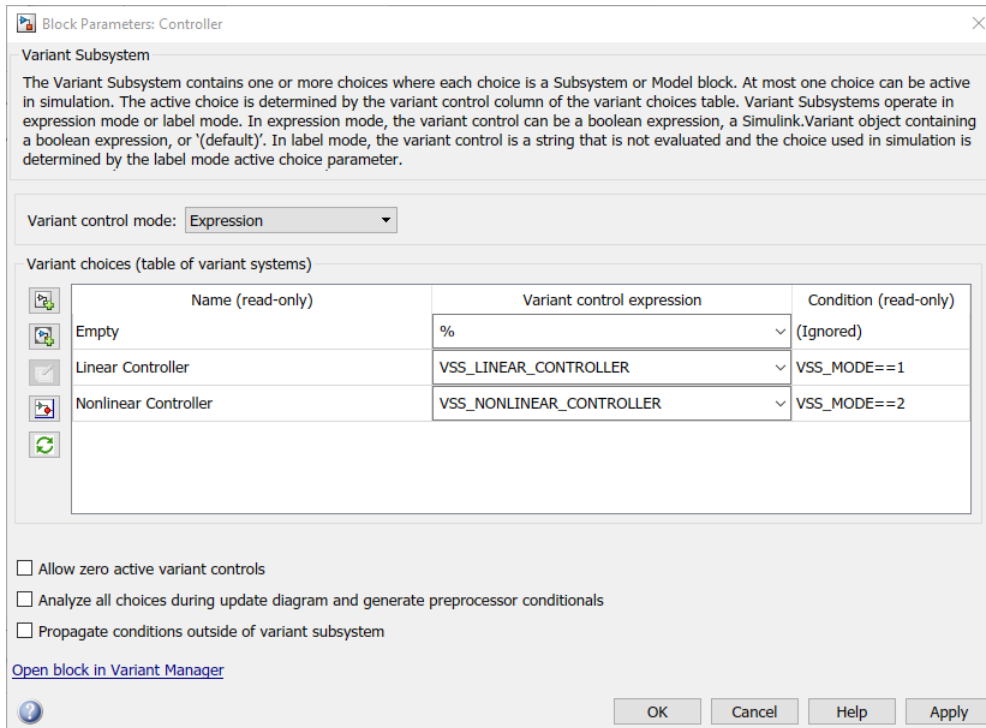 Block Parameters: Controller
Variant Subsystem
The Variant Subsystem contains one or more choices where each choice is a Subsystem or Model block. At most one choice can be active
in simulation. The active choice is determined by the variant control column of the variant choices table. Variant Subsystems operate in
expression mode or label mode. In expression mode, the variant control can be a boolean expression, a Simulink.Variant object containing
a boolean expression, or '(default)'. In label mode, the variant control is a string that is not evaluated and the choice used in simulation is
determined by the label mode active choice parameter.
Variant control mode: Expression
Variant choices (table of variant systems)
Name (read-only) Variant control expression Condition (read-only)
Empty % (Ignored)
Linear Controller VSS_LINEAR_CONTROLLER VSS_MODE==1
Nonlinear Controller VSS_NONLINEAR_CONTROLLER VSS_MODE==2
Allow zero active variant controls
Analyze all choices during update diagram and generate preprocessor conditionals
Propagate conditions outside of variant subsystem
Open block in Variant Manager
? OK Cancel Help Apply